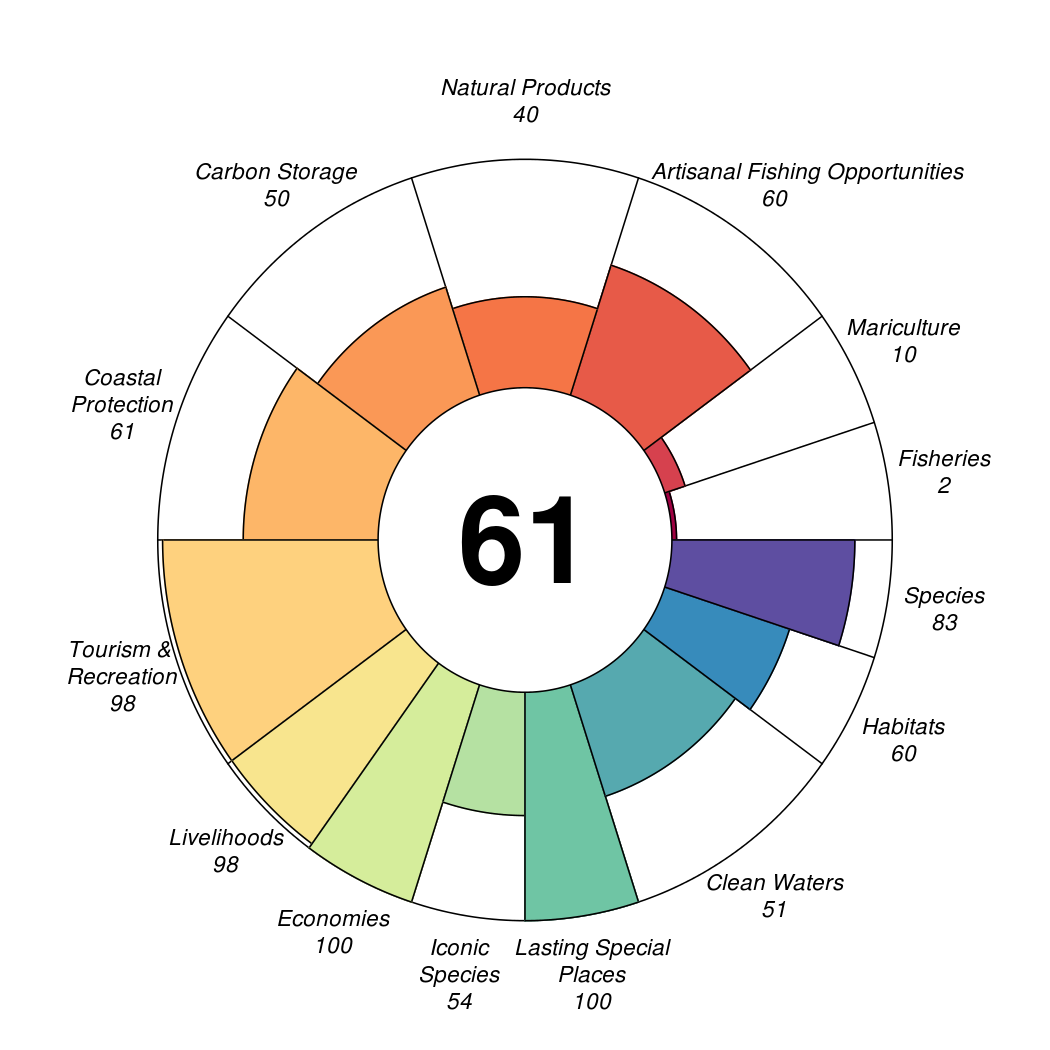 Natural Products
40
Carbon Storage
50
Artisanal Fishing Opportunities
60
Mariculture
10
Coastal
Protection
61
Fisheries
2
61
Species
83
Tourism &
Recreation
98
Habitats
60
Livelihoods
98
Clean Waters
51
Economies
100
Iconic
Species
54
Lasting Special
Places
100